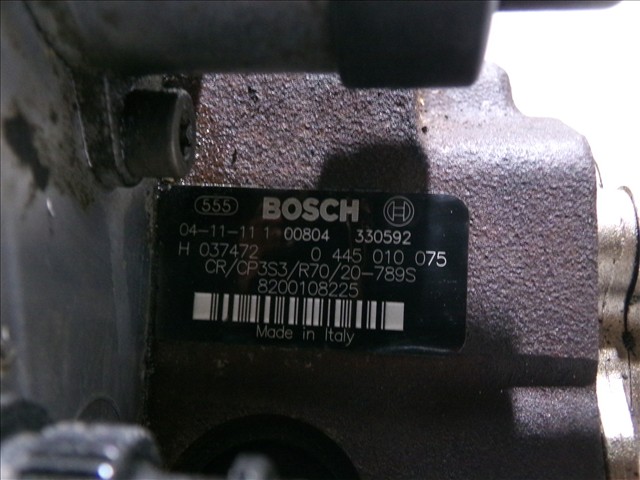 555 BOSCH
04-11-11 1 00804 330592
H 037472 0 445 010 075
CR/CP3S3/R70/20-789S
8200108225
Made in Italy